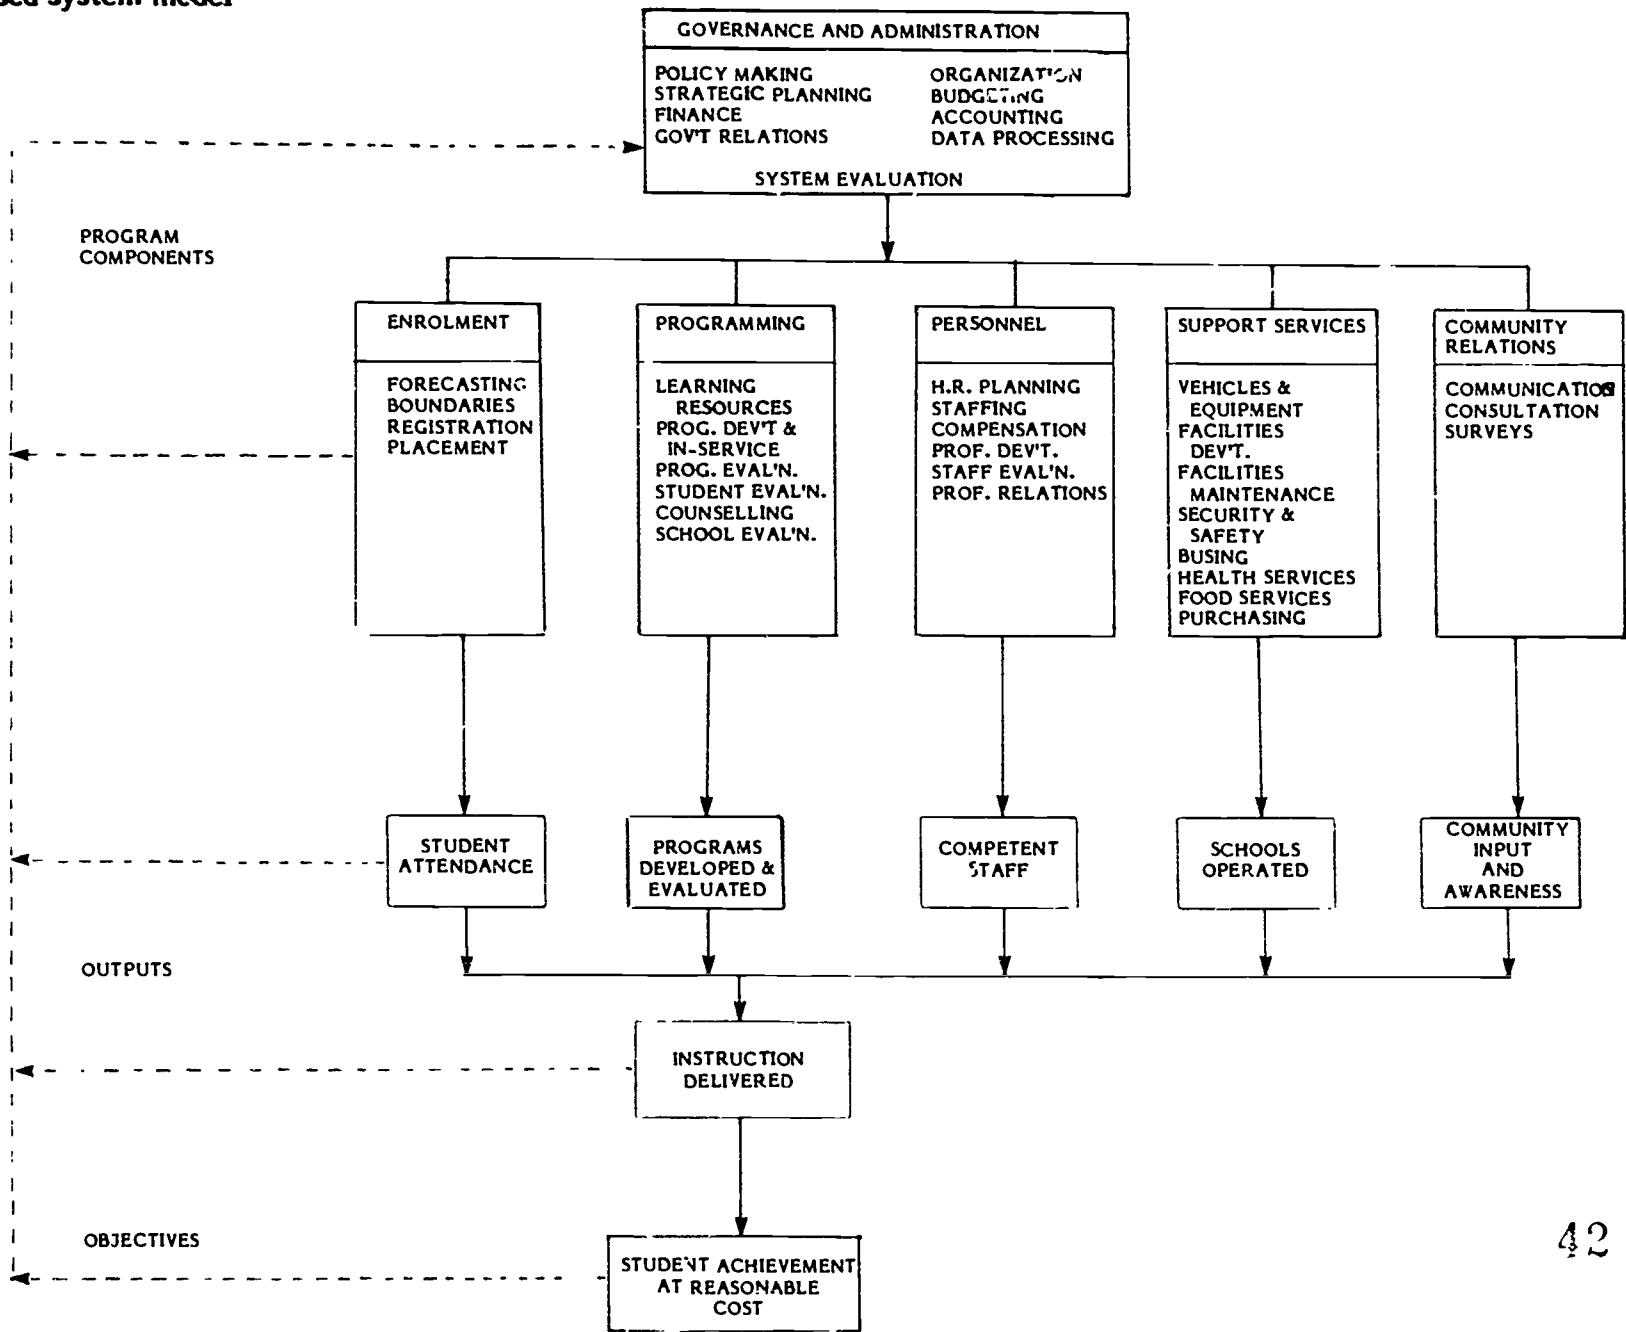 system model
GOVERNANCE AND ADMINISTRATION
POLICY MAKING
STRATEGIC PLANNING
FINANCE
GOV'T RELATIONS
ORGANIZATION
BUDGETING
ACCOUNTING
DATA PROCESSING
SYSTEM EVALUATION
PROGRAM
COMPONENTS
ENROLMENT
FORECASTING
BOUNDARIES
REGISTRATION
PLACEMENT
PROGRAMMING
LEARNING
RESOURCES
PROG. DEV'T &
IN-SERVICE
PROG. EVAL'N.
STUDENT EVAL'N.
COUNSELLING
SCHOOL EVAL'N.
PERSONNEL
H.R. PLANNING
STAFFING
COMPENSATION
PROF. DEV'T.
STAFF EVAL'N.
PROF. RELATIONS
SUPPORT SERVICES
VEHICLES &
EQUIPMENT
FACILITIES
DEV'T.
FACILITIES
MAINTENANCE
SECURITY &
SAFETY
BUSING
HEALTH SERVICES
FOOD SERVICES
PURCHASING
COMMUNITY
RELATIONS
COMMUNICATION
CONSULTATION
SURVEYS
STUDENT
ATTENDANCE
PROGRAMS
DEVELOPED &
EVALUATED
COMPETENT
STAFF
SCHOOLS
OPERATED
COMMUNITY
INPUT
AND
AWARENESS
OUTPUTS
INSTRUCTION
DELIVERED
OBJECTIVES
STUDENT ACHIEVEMENT
AT REASONABLE
COST
42